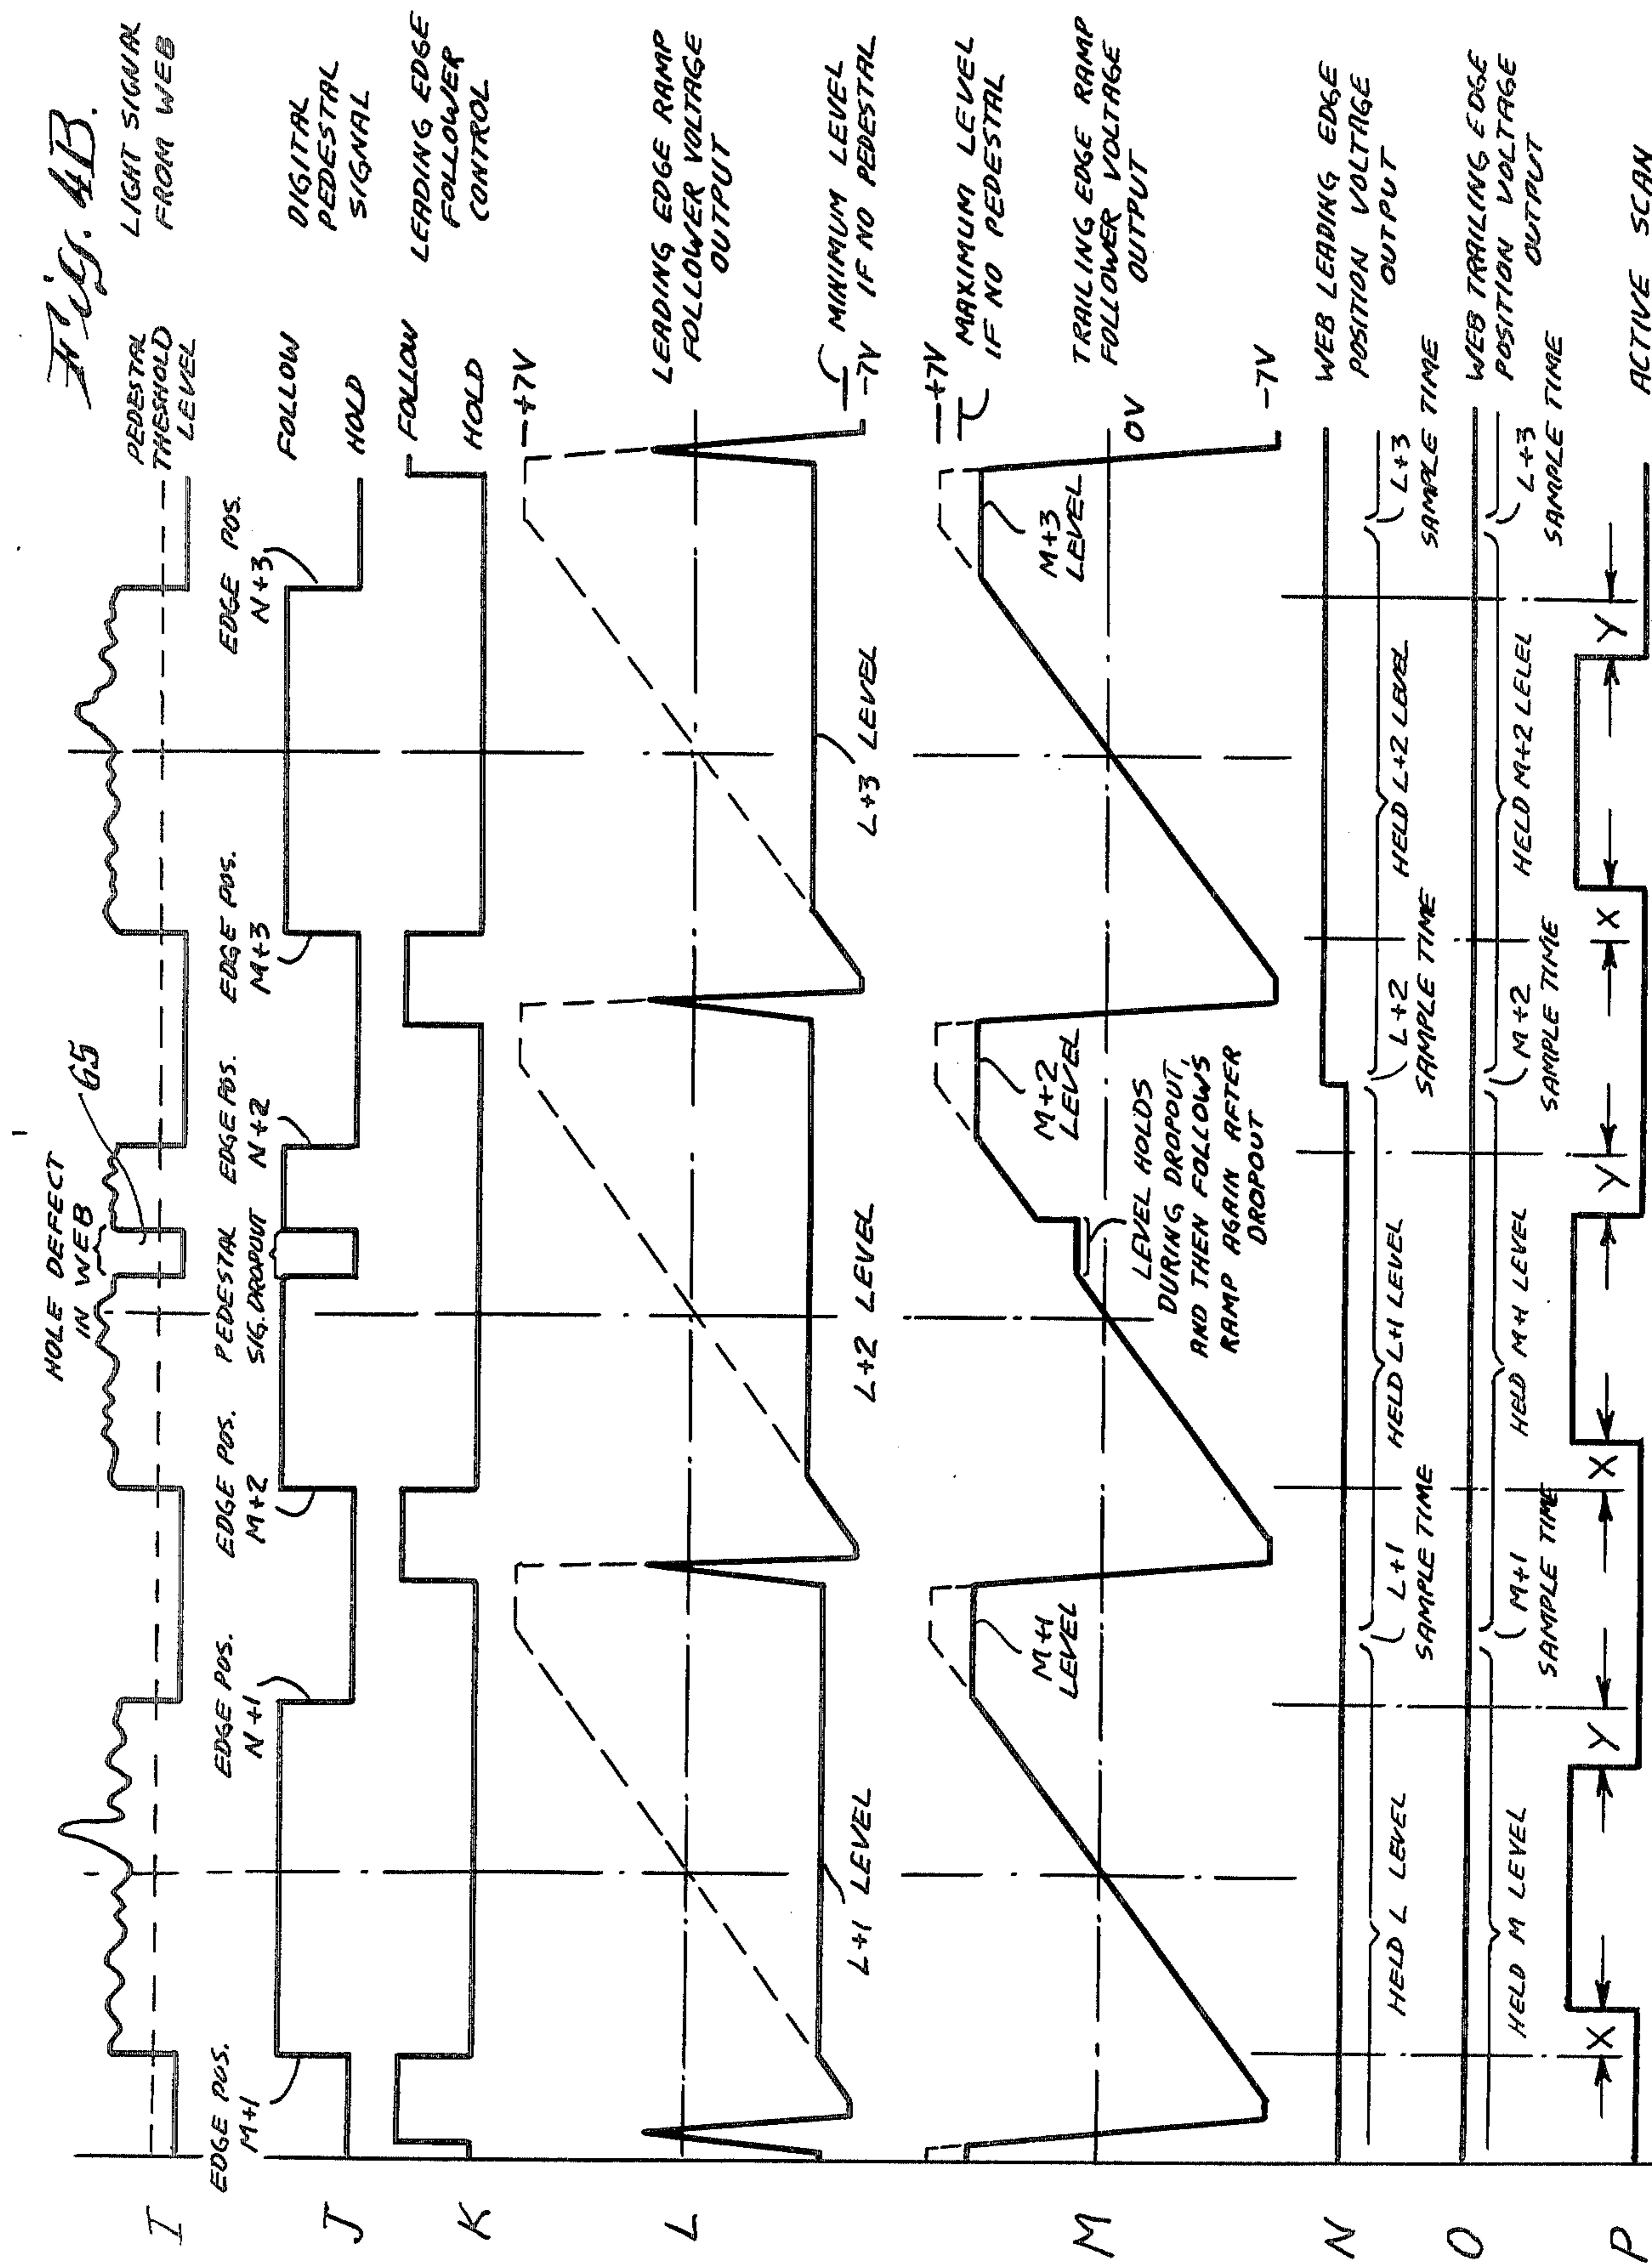 Fig. 4B.
HOLE DEFECT
IN WEB
65
PEDESTAL
THESHOLD
LEVEL
LIGHT SIGNAL
FROM WEB
I
EDGE POS.
M+1
EDGE POS.
N+1
EDGE POS.
M+2
PEDESTAL
SIG. DROPOUT
EDGE POS.
N+2
EDGE POS.
M+3
EDGE POS.
N+3
FOLLOW
HOLD
DIGITAL
PEDESTAL
SIGNAL
J
FOLLOW
HOLD
LEADING EDGE
FOLLOWER
CONTROL
K
+7V
LEADING EDGE RAMP
FOLLOWER VOLTAGE
OUTPUT
L
L+1 LEVEL
L+2 LEVEL
L+3 LEVEL
-7V
MINIMUM LEVEL
IF NO PEDESTAL
+7V
MAXIMUM LEVEL
IF NO PEDESTAL
M+1
LEVEL
M+2
LEVEL
M+3
LEVEL
TRAILING EDGE RAMP
FOLLOWER VOLTAGE
OUTPUT
M
0V
LEVEL HOLDS
DURING DROPOUT,
AND THEN FOLLOWS
RAMP AGAIN AFTER
DROPOUT
-7V
N
WEB LEADING EDGE
POSITION VOLTAGE
OUTPUT
HELD L LEVEL
L+1
SAMPLE TIME
HELD L+1 LEVEL
L+2
SAMPLE TIME
HELD L+2 LEVEL
L+3
SAMPLE TIME
O
WEB TRAILING EDGE
POSITION VOLTAGE
OUTPUT
HELD M LEVEL
M+1
SAMPLE TIME
HELD M+1 LEVEL
M+2
SAMPLE TIME
HELD M+2 LELEL
L+3
SAMPLE TIME
P
X
Y
X
Y
X
Y
ACTIVE SCAN